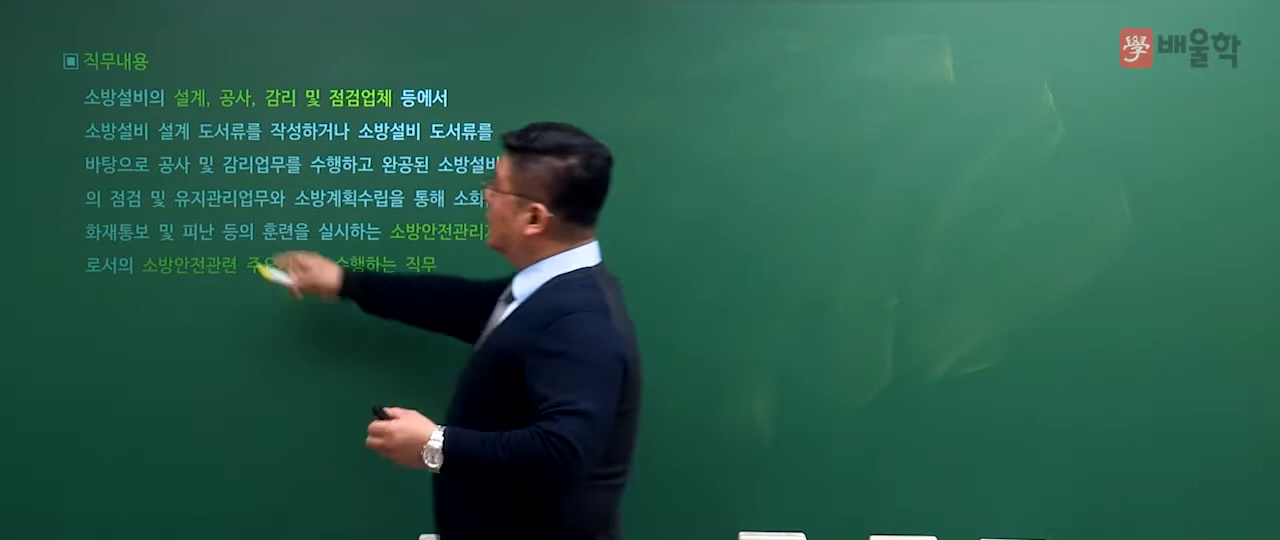 직무내용
소방설비의 설계, 공사, 감리 및 점검업체 등에서
소방설비 설계 도서류를 작성하거나 소방설비 도서류를
바탕으로 공사 및 감리업무를 수행하고 완공된 소방설비
의 점검 및 유지관리업무와 소방계획수립을 통해 소화
화재통보 및 피난 등의 훈련을 실시하는 소방안전관리
로서의 소방안전관련 수행하는 직무
學 배울학